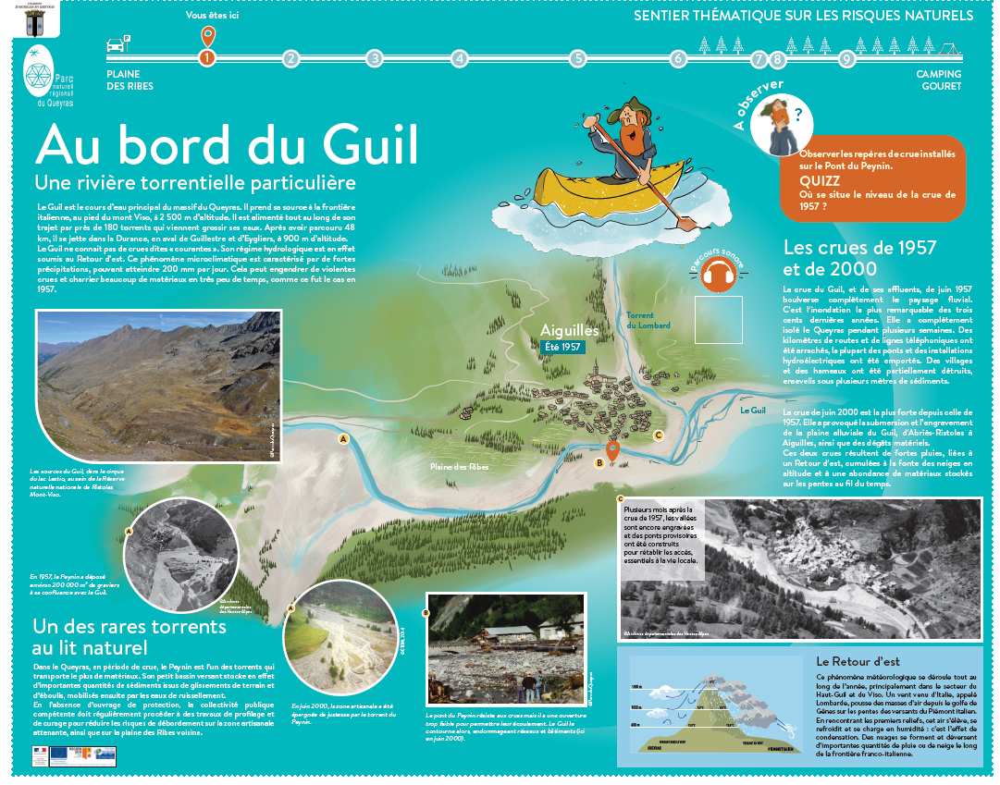 Vous êtes ici
SENTIER THÉMATIQUE SUR LES RISQUES NATURELS
P
1
2
3
4
5
6
7
8
9
PLAINE
DES RIBES
CAMPING
GOURET
Parc
naturel
régional
du Queyras
Au bord du Guil
Une rivière torrentielle particulière
Le Guil est le cours d'eau principal du massif du Queyras. Il prend sa source à la frontière
italienne, au pied du mont Viso, à 2 500 m d'altitude. Il est alimenté tout au long de son
trajet par près de 180 torrents qui viennent grossir ses eaux. Après avoir parcouru 48
km, il se jette dans la Durance, en aval de Guillestre et d'Eygliers, à 900 m d'altitude.
Le Guil ne connait pas de crues dites « courantes ». Son régime hydrologique est en effet
soumis au Retour d'est. Ce phénomène microclimatique est caractérisé par de fortes
précipitations, pouvant atteindre 200 mm par jour. Cela peut engendrer de violentes
crues et charrier beaucoup de matériaux en très peu de temps, comme ce fut le cas en
1957.
A observer
?
Observer les repères de crue installés
sur le Pont du Peynin.
QUIZZ
Où se situe le niveau de la crue de
1957 ?
Parcours sonore
Les crues de 1957
et de 2000
La crue du Guil, et de ses affluents, de juin 1957
boulverse complètement le paysage fluvial.
C'est l'inondation la plus remarquable des trois
cents dernières années. Elle a complétement
isolé le Queyras pendant plusieurs semaines. Des
kilomètres de routes et de lignes téléphoniques ont
été arrachés, la plupart des ponts et des installations
hydroélectriques ont été emportés. Des villages
et des hameaux ont été partiellement détruits,
ensevelis sous plusieurs mètres de sédiments.
La crue de juin 2000 est la plus forte depuis celle de
1957. Elle a provoqué la submersion et l'engravement
de la plaine alluviale du Guil, d'Abriès-Ristolas à
Aiguilles, ainsi que des dégâts matériels.
Ces deux crues résultent de fortes pluies, liées à
un Retour d'est, cumulées à la fonte des neiges en
altitude et à une abondance de matériaux stockés
sur les pentes au fil du temps.
Aiguilles
Été 1957
Torrent
du Lombard
Le Guil
Plaine des Ribes
A
B
C
Les sources du Guil, dans le cirque
du lac Lestio, au sein de la Réserve
naturelle nationale de Ristolas
Mont-Viso.
A
En 1957, le Peynin a déposé
environ 200 000 m³ de graviers
à sa confluence avec le Guil.
©Archives
départementales
des Hautes-Alpes
Un des rares torrents
au lit naturel
Dans le Queyras, en période de crue, le Peynin est l'un des torrents qui
transporte le plus de matériaux. Son petit bassin versant stocke en effet
d'importantes quantités de sédiments issus de glissements de terrain et
d'éboulis, mobilisés ensuite par les eaux de ruissellement.
En l'absence d'ouvrage de protection, la collectivité publique
compétente doit régulièrement procéder à des travaux de profilage et
de curage pour réduire les risques de débordement sur la zone artisanale
attenante, ainsi que sur la plaine des Ribes voisine.
A
En juin 2000, la zone artisanale a été
épargnée de justesse par le torrent du
Peynin.
B
Le pont du Peynin résiste aux crues mais il a une ouverture
trop faible pour permettre leur écoulement. Le Guil le
contourne alors, endommageant réseaux et bâtiments (ici
en juin 2000).
C
Plusieurs mois après la
crue de 1957, les vallées
sont encore engravées
et des ponts provisoires
ont été construits
pour rétablir les accès,
essentiels à la vie locale.
©Archives départementales des Hautes-Alpes
Le Retour d'est
Ce phénomène météorologique se déroule tout au
long de l'année, principalement dans le secteur du
Haut-Guil et du Viso. Un vent venu d'Italie, appelé
Lombarde, pousse des masses d'air depuis le golfe de
Gênes sur les pentes des versants du Piémont italien.
En rencontrant les premiers reliefs, cet air s'élève, se
refroidit et se charge en humidité : c'est l'effet de
condensation. Des nuages se forment et déversent
d'importantes quantités de pluie ou de neige le long
de la frontière franco-italienne.
QUEYRAS
PIÉMONT ITALIEN